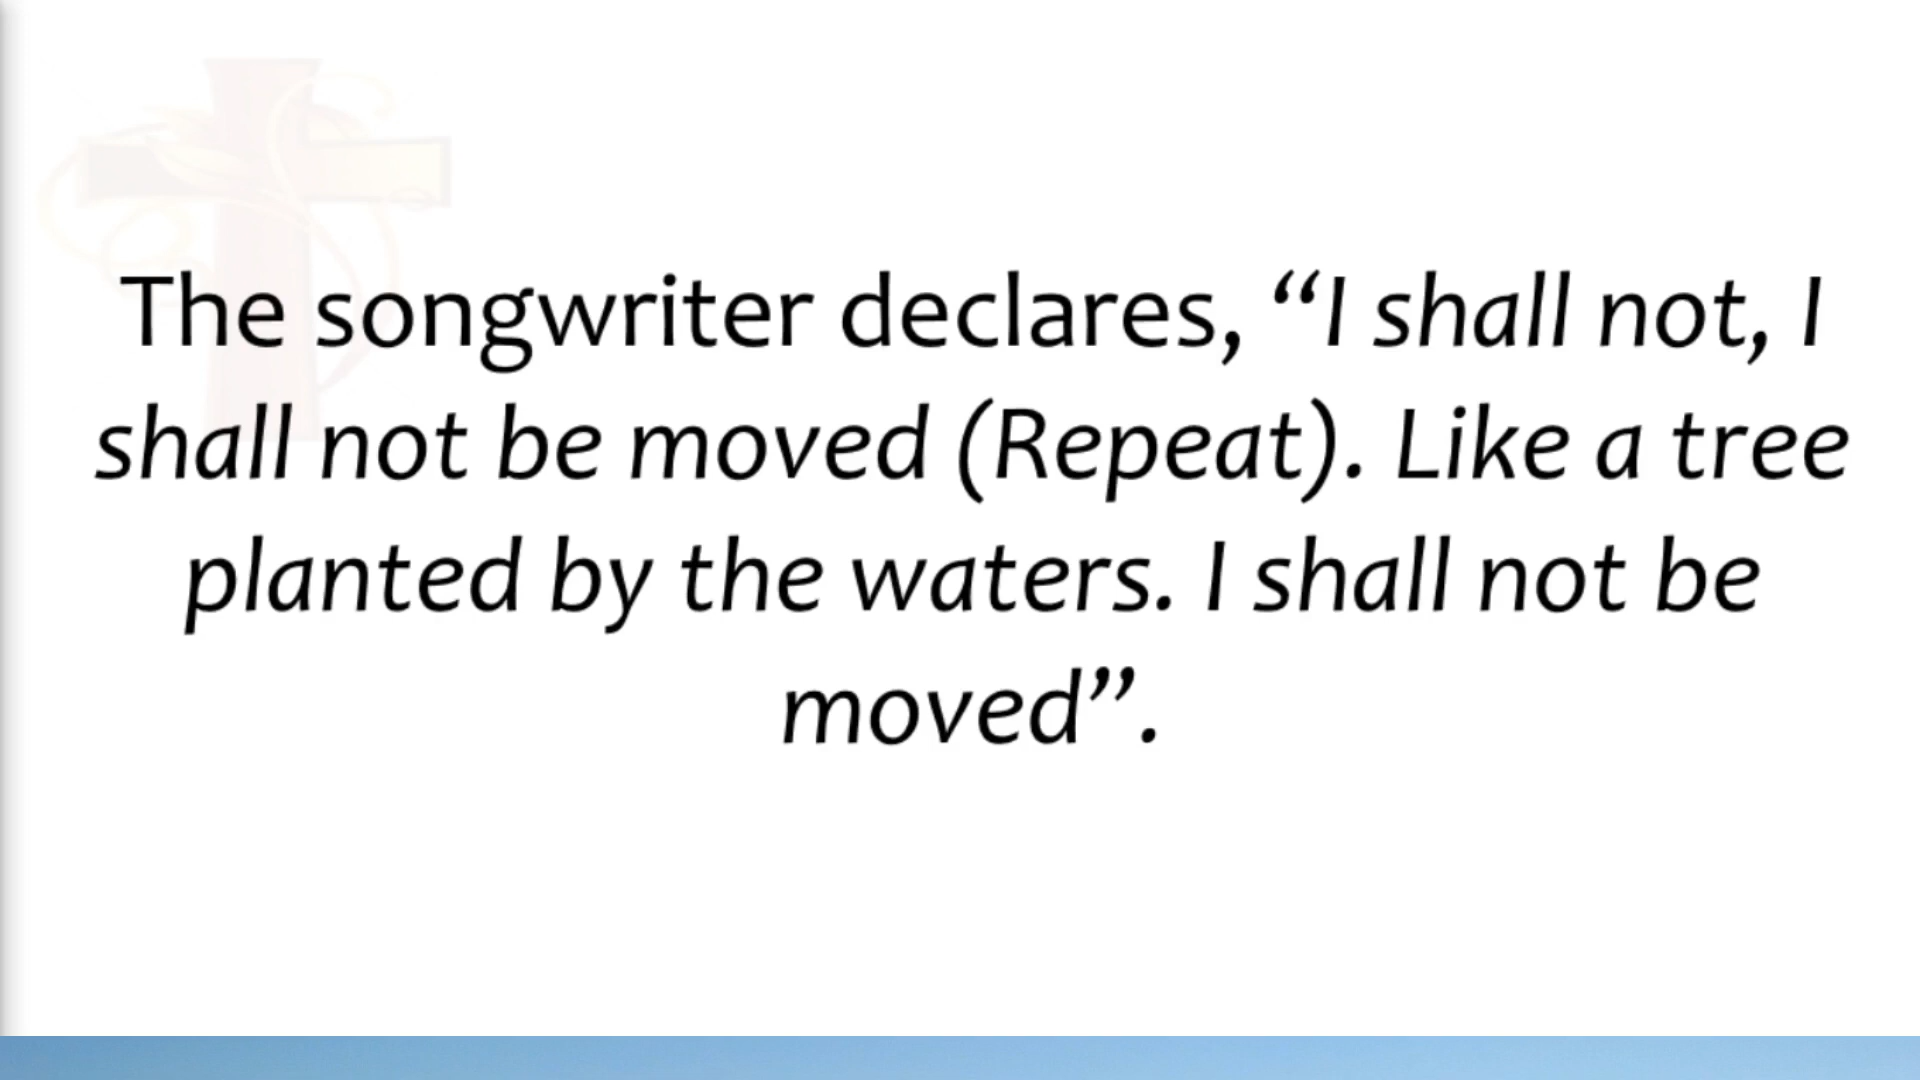 The songwriter declares, “I shall not, I
shall not be moved (Repeat). Like a tree
planted by the waters. I shall not be
moved”.